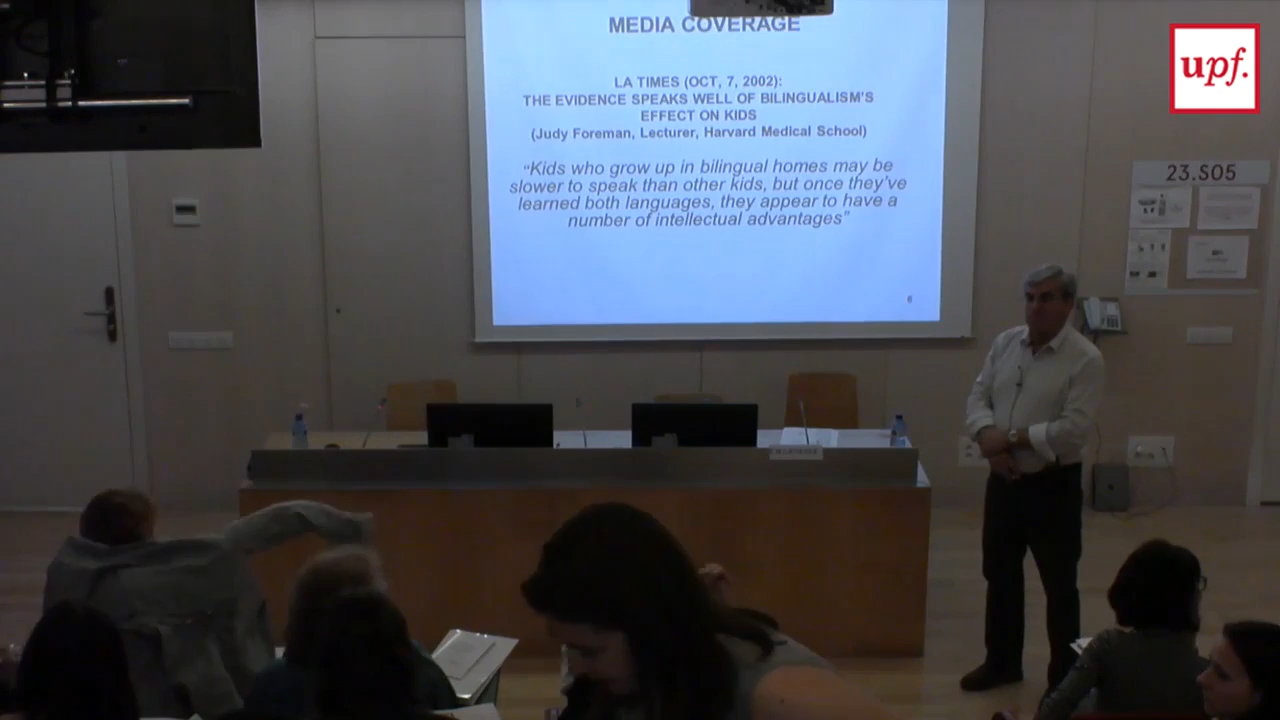 MEDIA COVERAGE
LA TIMES (OCT, 7, 2002):
THE EVIDENCE SPEAKS WELL OF BILINGUALISM'S
EFFECT ON KIDS
(Judy Foreman, Lecturer, Harvard Medical School)
"Kids who grow up in bilingual homes may be
slower to speak than other kids, but once they've
learned both languages, they appear to have a
number of intellectual advantages"
6
upf.
23.S05